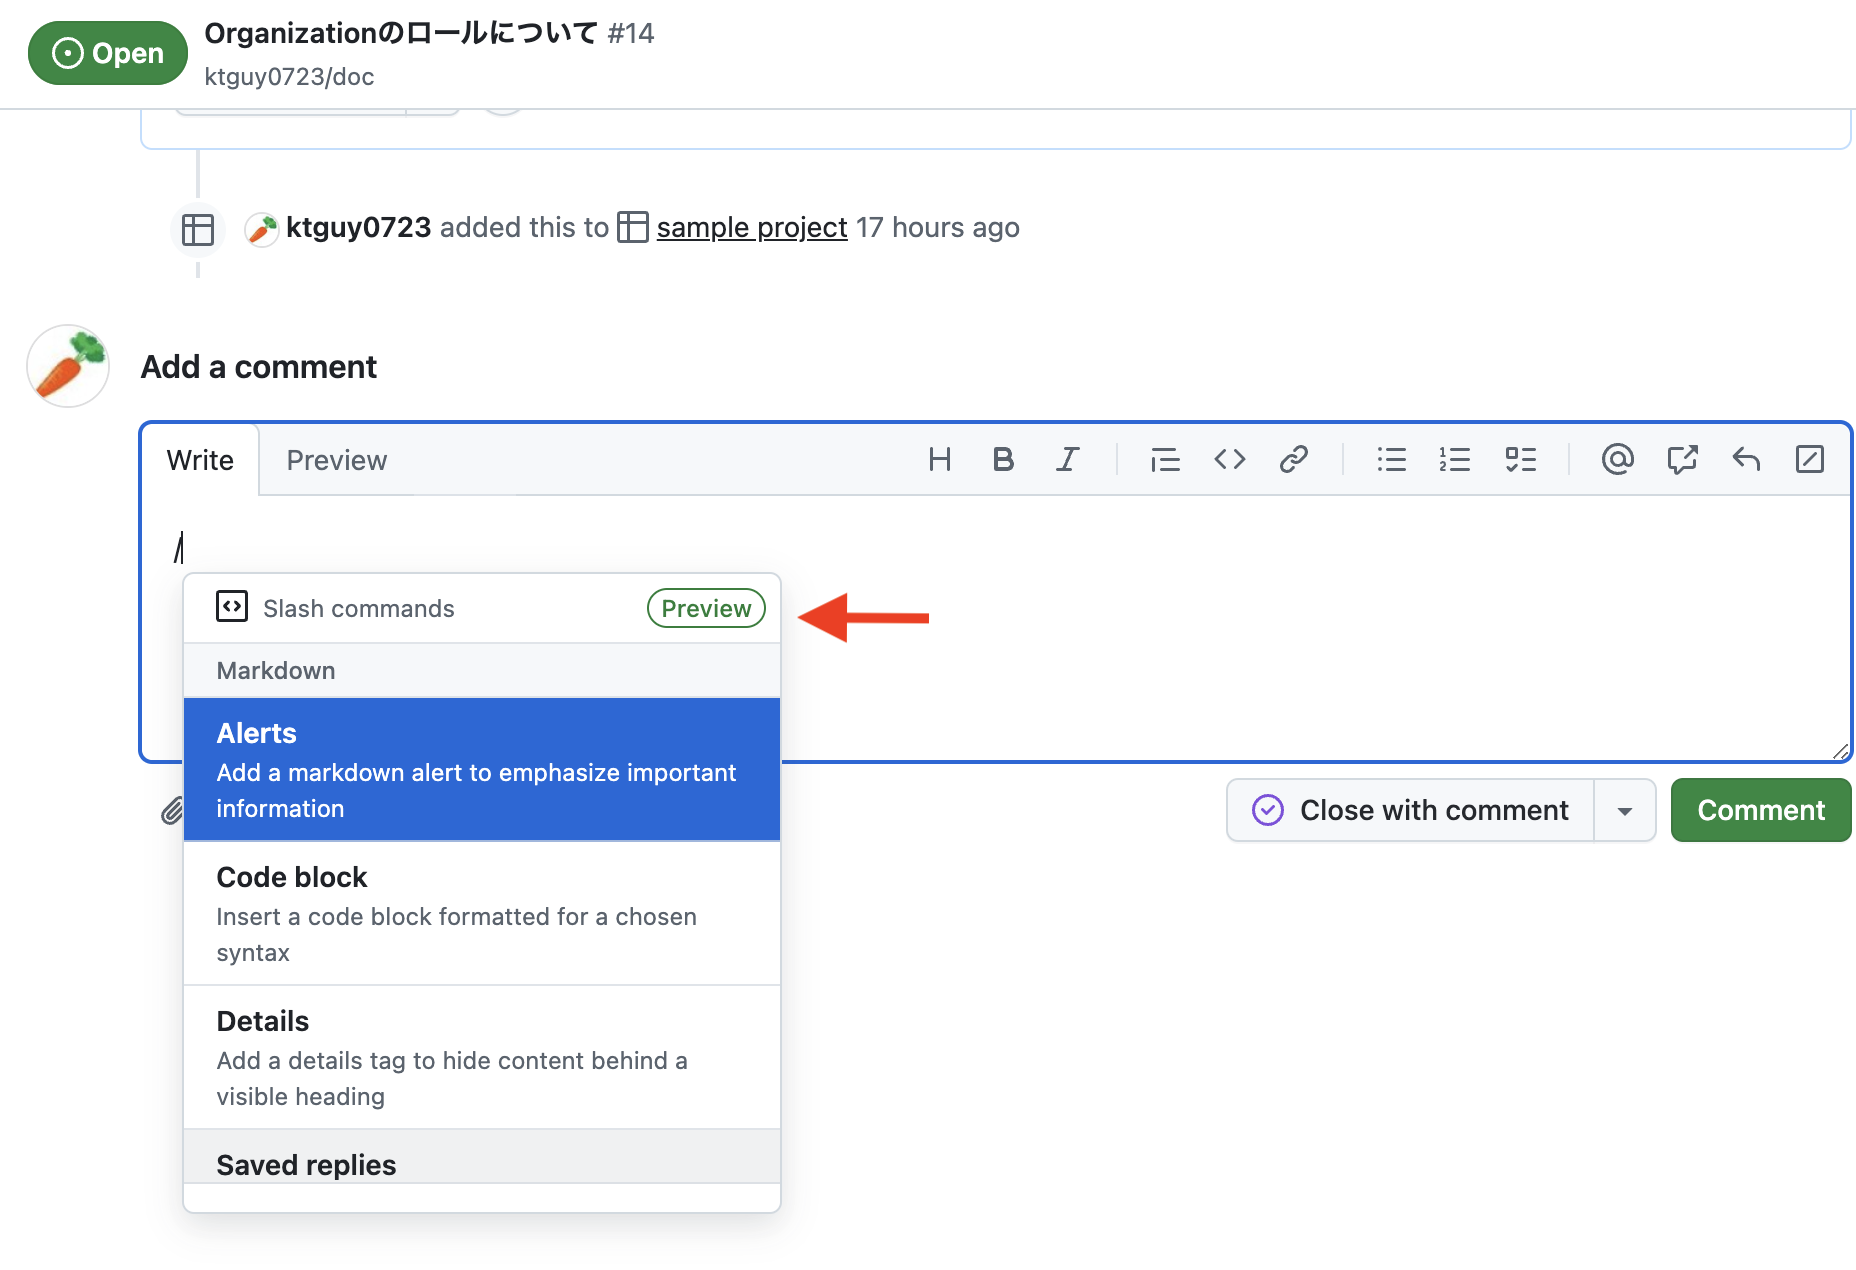 Open
Organizationのロールについて #14
ktguy0723/doc
ktguy0723 added this to sample project 17 hours ago
Add a comment
Write Preview
/
Slash commands Preview
Markdown
Alerts
Add a markdown alert to emphasize important
information
Close with comment Comment
Code block
Insert a code block formatted for a chosen
syntax
Details
Add a details tag to hide content behind a
visible heading
Saved replies